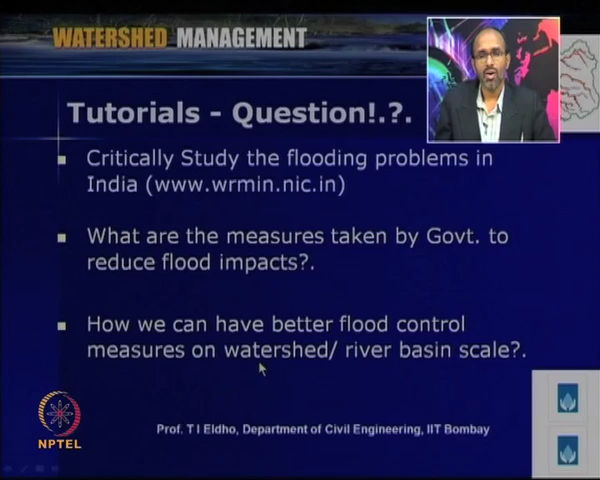 WATERSHED MANAGEMENT
Tutorials - Question!.?.
Critically Study the flooding problems in
India (www.wrmin.nic.in)
What are the measures taken by Govt. to
reduce flood impacts?.
How we can have better flood control
measures on watershed/ river basin scale?.
Prof. T I Eldho, Department of Civil Engineering, IIT Bombay
NPTEL